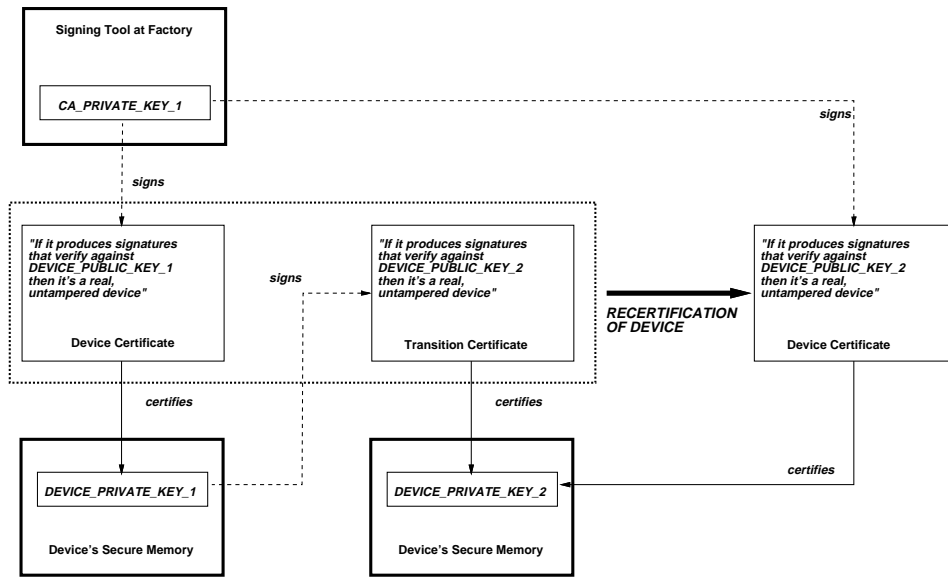 Signing Tool at Factory
CA_PRIVATE_KEY_1
signs
signs
"If it produces signatures
that verify against
DEVICE_PUBLIC_KEY_1
then it's a real,
untampered device"
Device Certificate
signs
"If it produces signatures
that verify against
DEVICE_PUBLIC_KEY_2
then it's a real,
untampered device"
Transition Certificate
RECERTIFICATION
OF DEVICE
"If it produces signatures
that verify against
DEVICE_PUBLIC_KEY_2
then it's a real,
untampered device"
Device Certificate
certifies
certifies
certifies
DEVICE_PRIVATE_KEY_1
Device's Secure Memory
DEVICE_PRIVATE_KEY_2
Device's Secure Memory